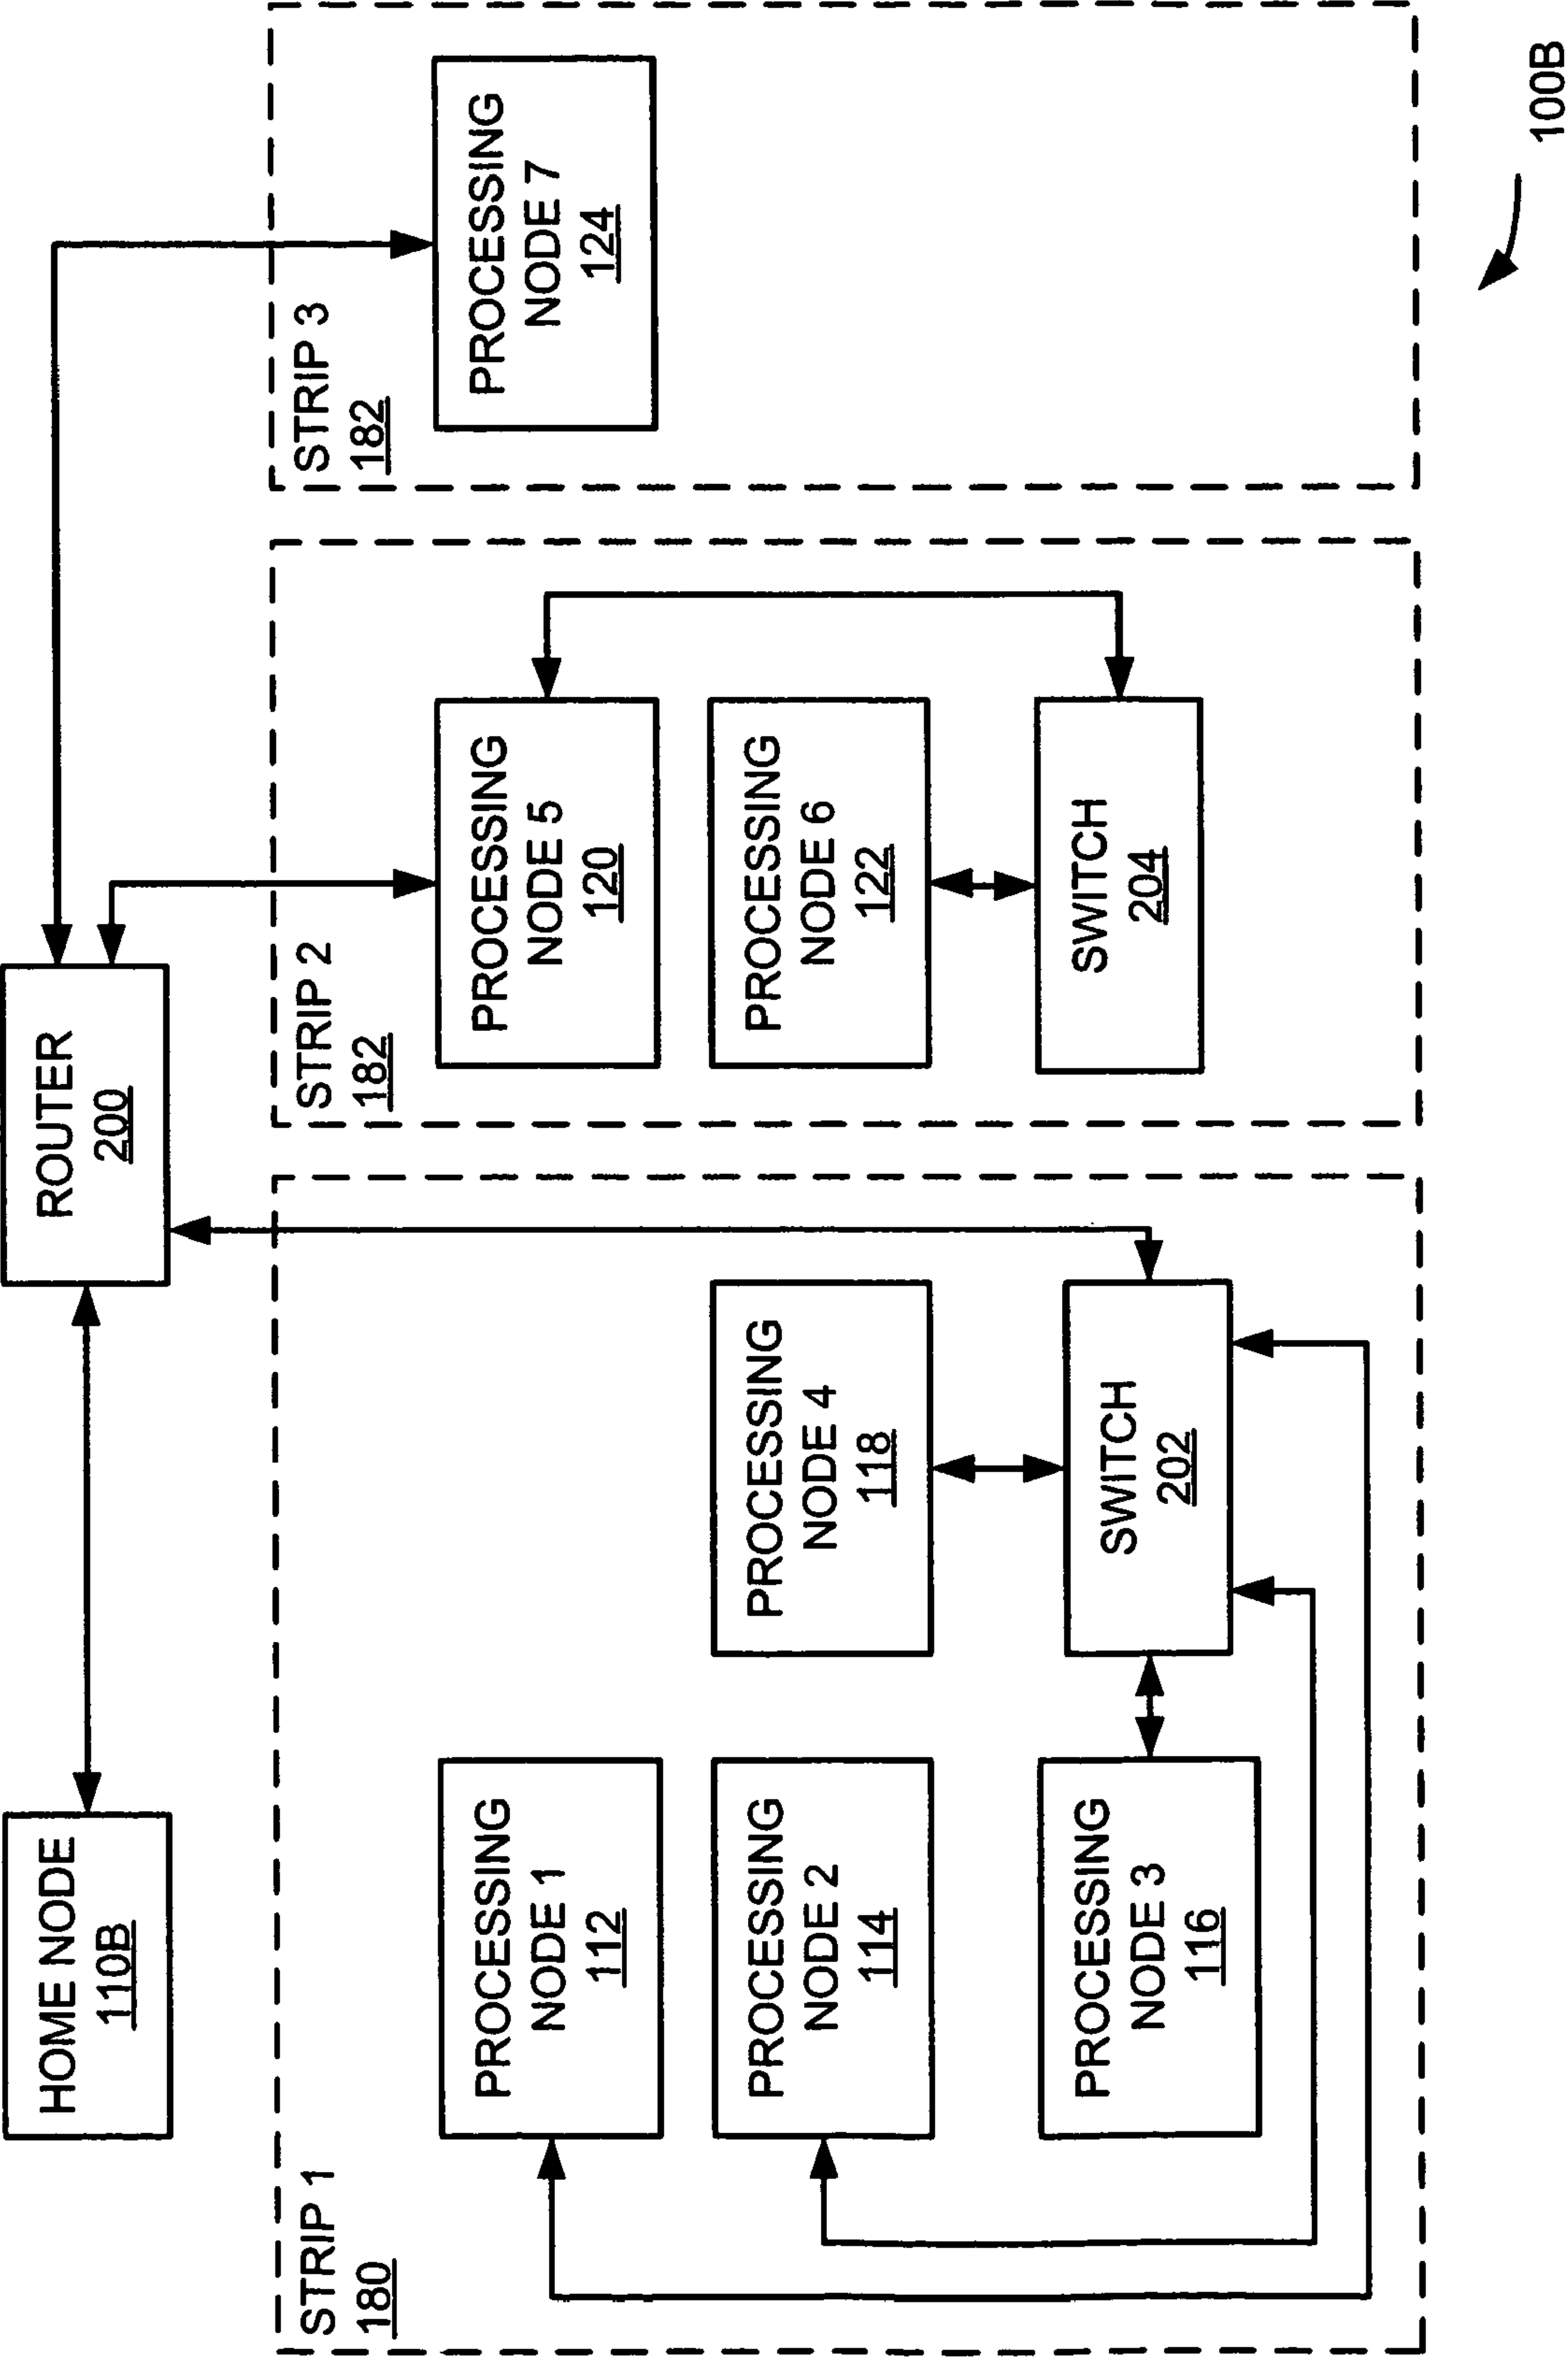 HOME NODE
110B
ROUTER
200
STRIP 1
180
PROCESSING
NODE 1
112
PROCESSING
NODE 2
114
PROCESSING
NODE 3
116
PROCESSING
NODE 4
118
SWITCH
202
STRIP 2
182
PROCESSING
NODE 5
120
PROCESSING
NODE 6
122
SWITCH
204
STRIP 3
182
PROCESSING
NODE 7
124
100B